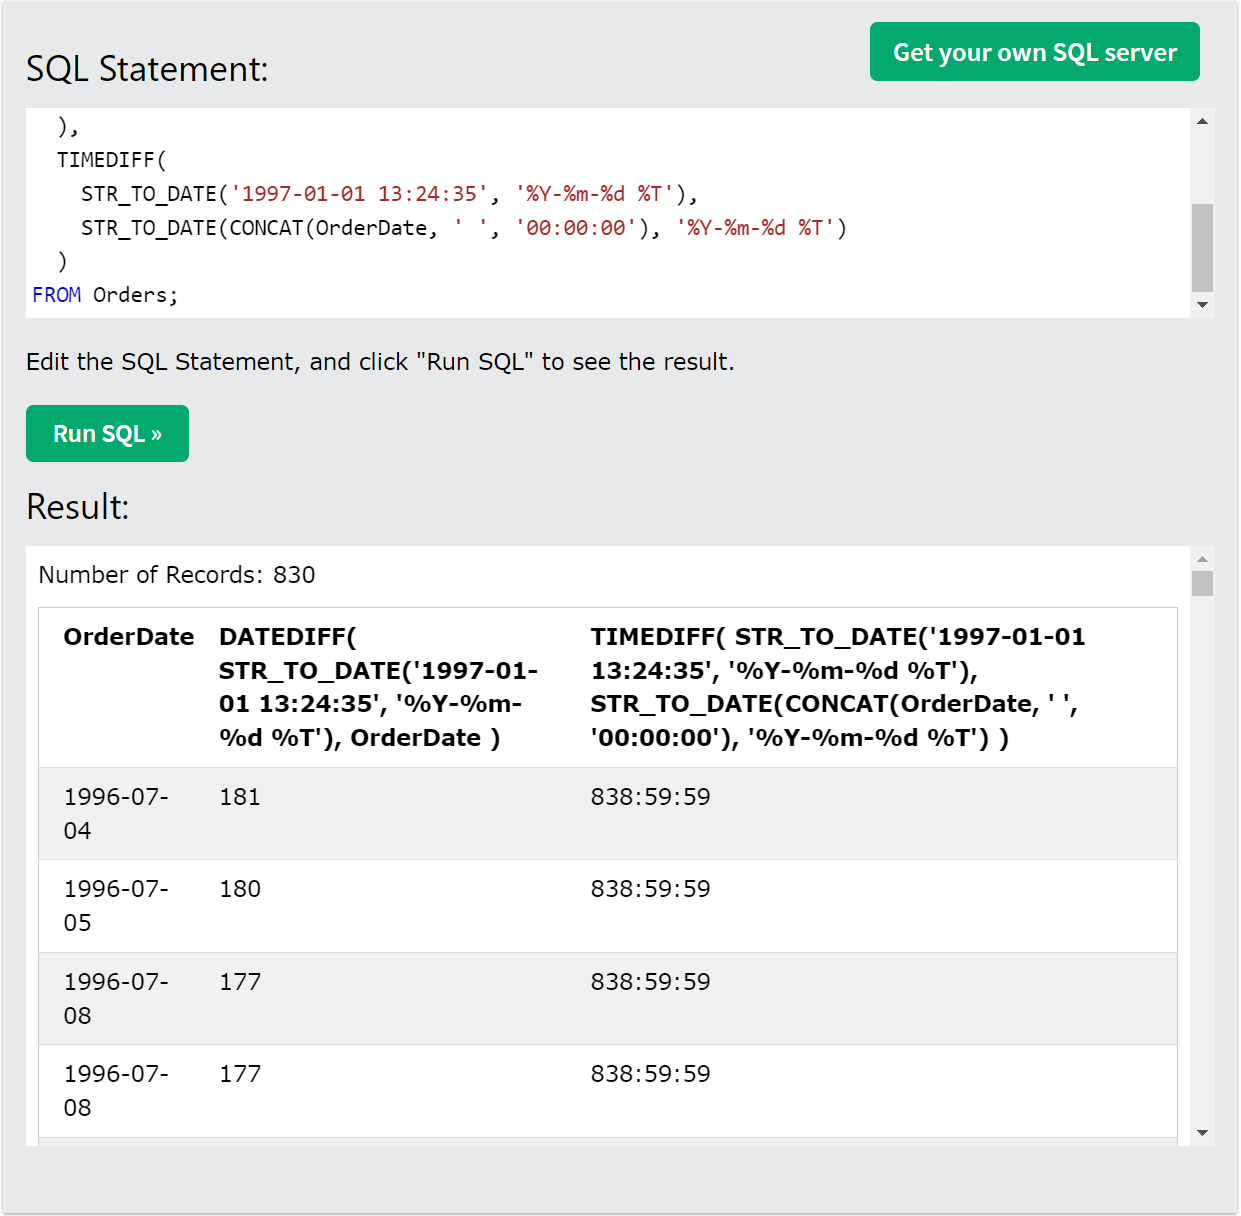 Get your own SQL server
SQL Statement:
),
TIMEDIFF(
STR_TO_DATE('1997-01-01 13:24:35', '%Y-%m-%d %T'),
STR_TO_DATE(CONCAT(OrderDate, ' ', '00:00:00'), '%Y-%m-%d %T')
)
FROM Orders;
Edit the SQL Statement, and click "Run SQL" to see the result.
Run SQL »
Result:
Number of Records: 830
OrderDate
DATEDIFF(
STR_TO_DATE('1997-01-
01 13:24:35', '%Y-%m-
%d %T'), OrderDate )
TIMEDIFF( STR_TO_DATE('1997-01-01
13:24:35', '%Y-%m-%d %T'),
STR_TO_DATE(CONCAT(OrderDate, ' ',
'00:00:00'), '%Y-%m-%d %T') )
1996-07-
04
181
838:59:59
1996-07-
05
180
838:59:59
1996-07-
08
177
838:59:59
1996-07-
08
177
838:59:59